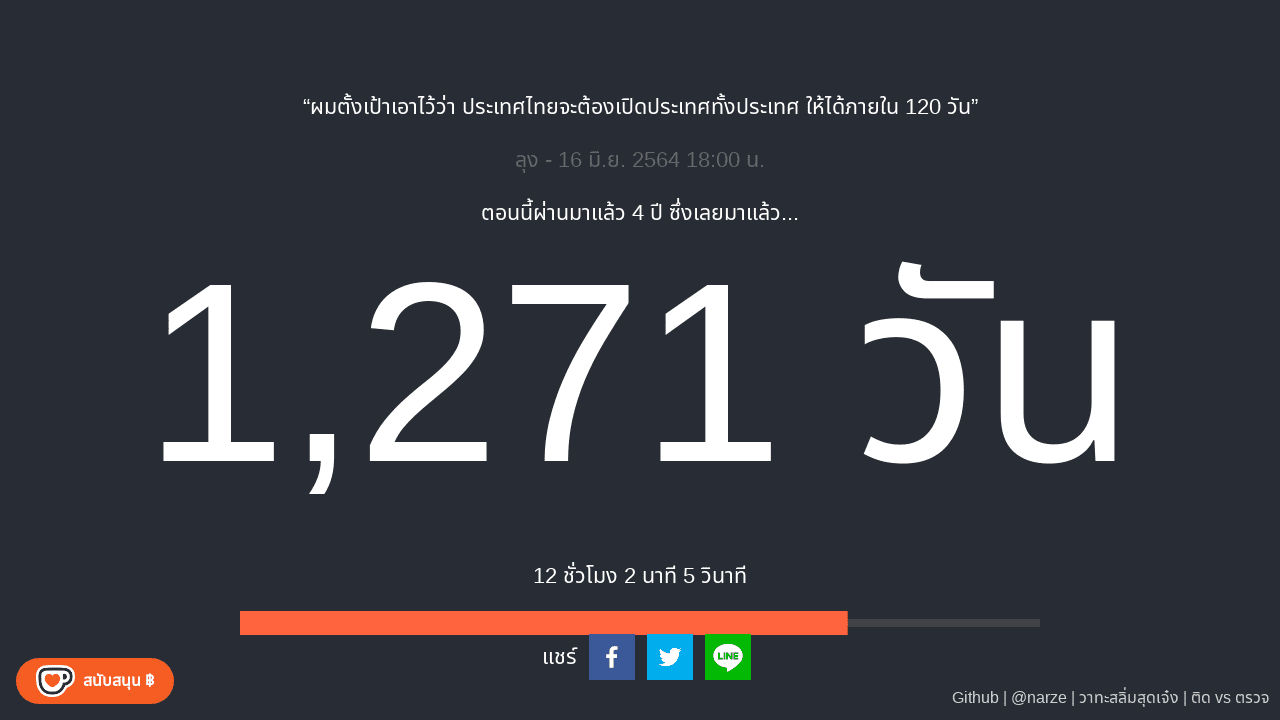 “ผมตั้งเป้าเอาไว้ว่า ประเทศไทยจะต้องเปิดประเทศทั้งประเทศ ให้ได้ภายใน 120 วัน”
ลุง - 16 มิ.ย. 2564 18:00 น.
ตอนนี้ผ่านมาแล้ว 4 ปี ซึ่งเลยมาแล้ว...
1,271 วัน
12 ชั่วโมง 2 นาที 5 วินาที
แชร์
LINE
สนับสนุน ฿
Github | @narze | วาทะสลิ่มสุดเจ๋ง | ติด vs ตรวจ